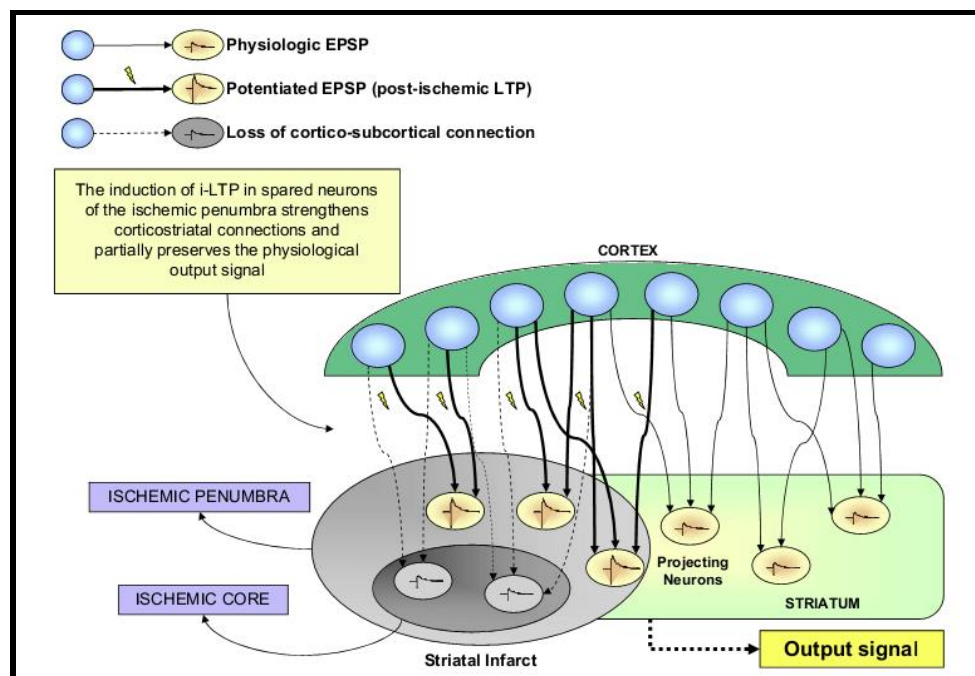 Physiologic EPSP
Potentiated EPSP (post-ischemic LTP)
Loss of cortico-subcortical connection
The induction of i-LTP in spared neurons
of the ischemic penumbra strengthens
corticostriatal connections and
partially preserves the physiological
output signal
CORTEX
ISCHEMIC PENUMBRA
ISCHEMIC CORE
Projecting
Neurons
STRIATUM
Striatal Infarct
Output signal